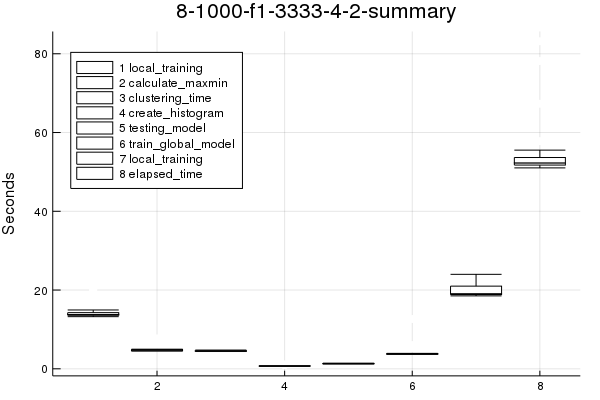 8-1000-f1-3333-4-2-summary
80
60
40
20
0
Seconds
1 local_training
2 calculate_maxmin
3 clustering_time
4 create_histogram
5 testing_model
6 train_global_model
7 local_training
8 elapsed_time
2
4
6
8